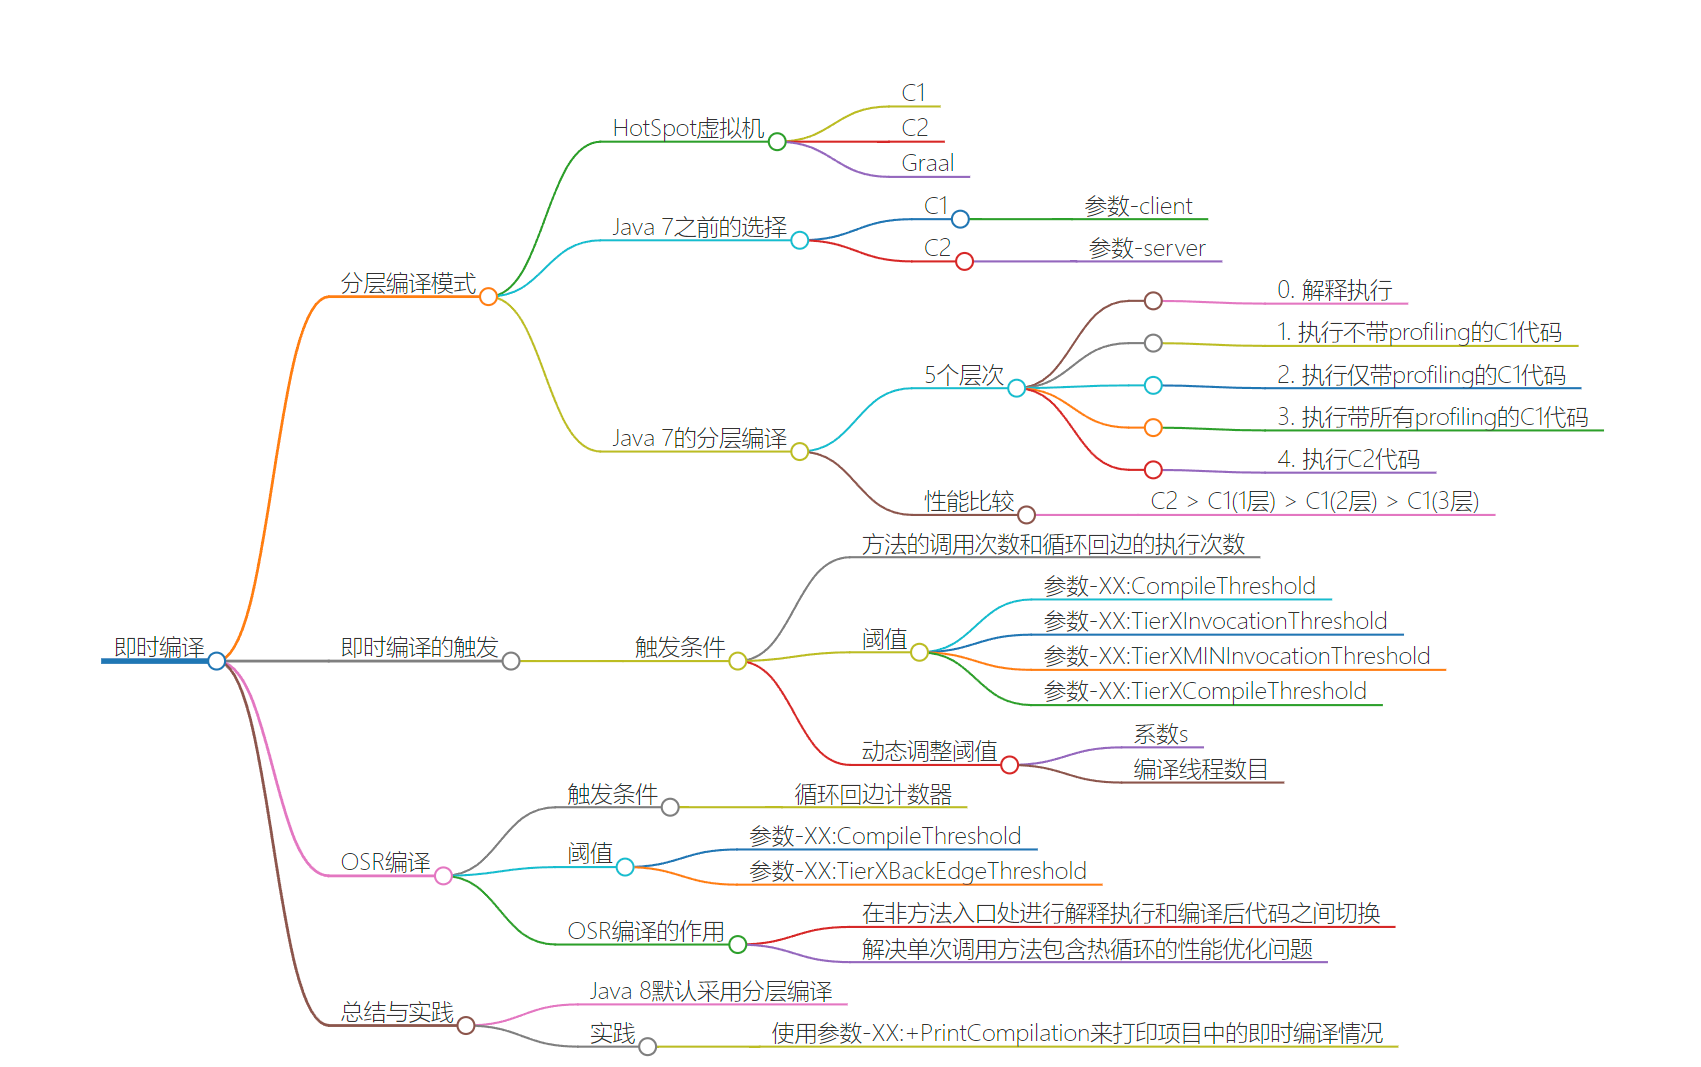 即时编译
分层编译模式
HotSpot虚拟机
C1
C2
Graal
Java 7之前的选择
C1
参数-client
C2
参数-server
Java 7的分层编译
5个层次
0. 解释执行
1. 执行不带profiling的C1代码
2. 执行仅带profiling的C1代码
3. 执行带所有profiling的C1代码
4. 执行C2代码
性能比较
C2 > C1(1层) > C1(2层) > C1(3层)
即时编译的触发
触发条件
方法的调用次数和循环回边的执行次数
阈值
参数-XX:CompileThreshold
参数-XX:TierXInvocationThreshold
参数-XX:TierXMINInvocationThreshold
参数-XX:TierXCompileThreshold
动态调整阈值
系数s
编译线程数目
OSR编译
触发条件
循环回边计数器
阈值
参数-XX:CompileThreshold
参数-XX:TierXBackEdgeThreshold
OSR编译的作用
在非方法入口处进行解释执行和编译后代码之间切换
解决单次调用方法包含热循环的性能优化问题
总结与实践
Java 8默认采用分层编译
实践
使用参数-XX:+PrintCompilation来打印项目中的即时编译情况